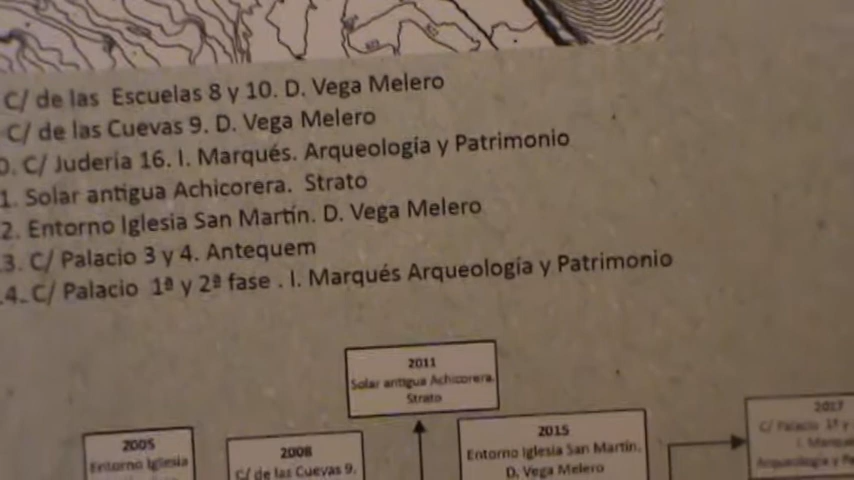 C/ de las Escuelas 8 y 10. D. Vega Melero
C/ de las Cuevas 9. D. Vega Melero
0. C/ Judería 16. I. Marqués. Arqueología y Patrimonio
1. Solar antigua Achicorera. Strato
2. Entorno Iglesia San Martín. D. Vega Melero
3. C/ Palacio 3 y 4. Antequem
4. C/ Palacio 1ª y 2ª fase . I. Marqués Arqueología y Patrimonio
2011
Solar antigua Achicorera.
Strato
2005
Entorno Iglesia
2008
C/ de las Cuevas 9.
2015
Entorno Iglesia San Martín.
D. Vega Melero
2017
C/ Palacio 1ª y
I. Marqués
Arqueología y